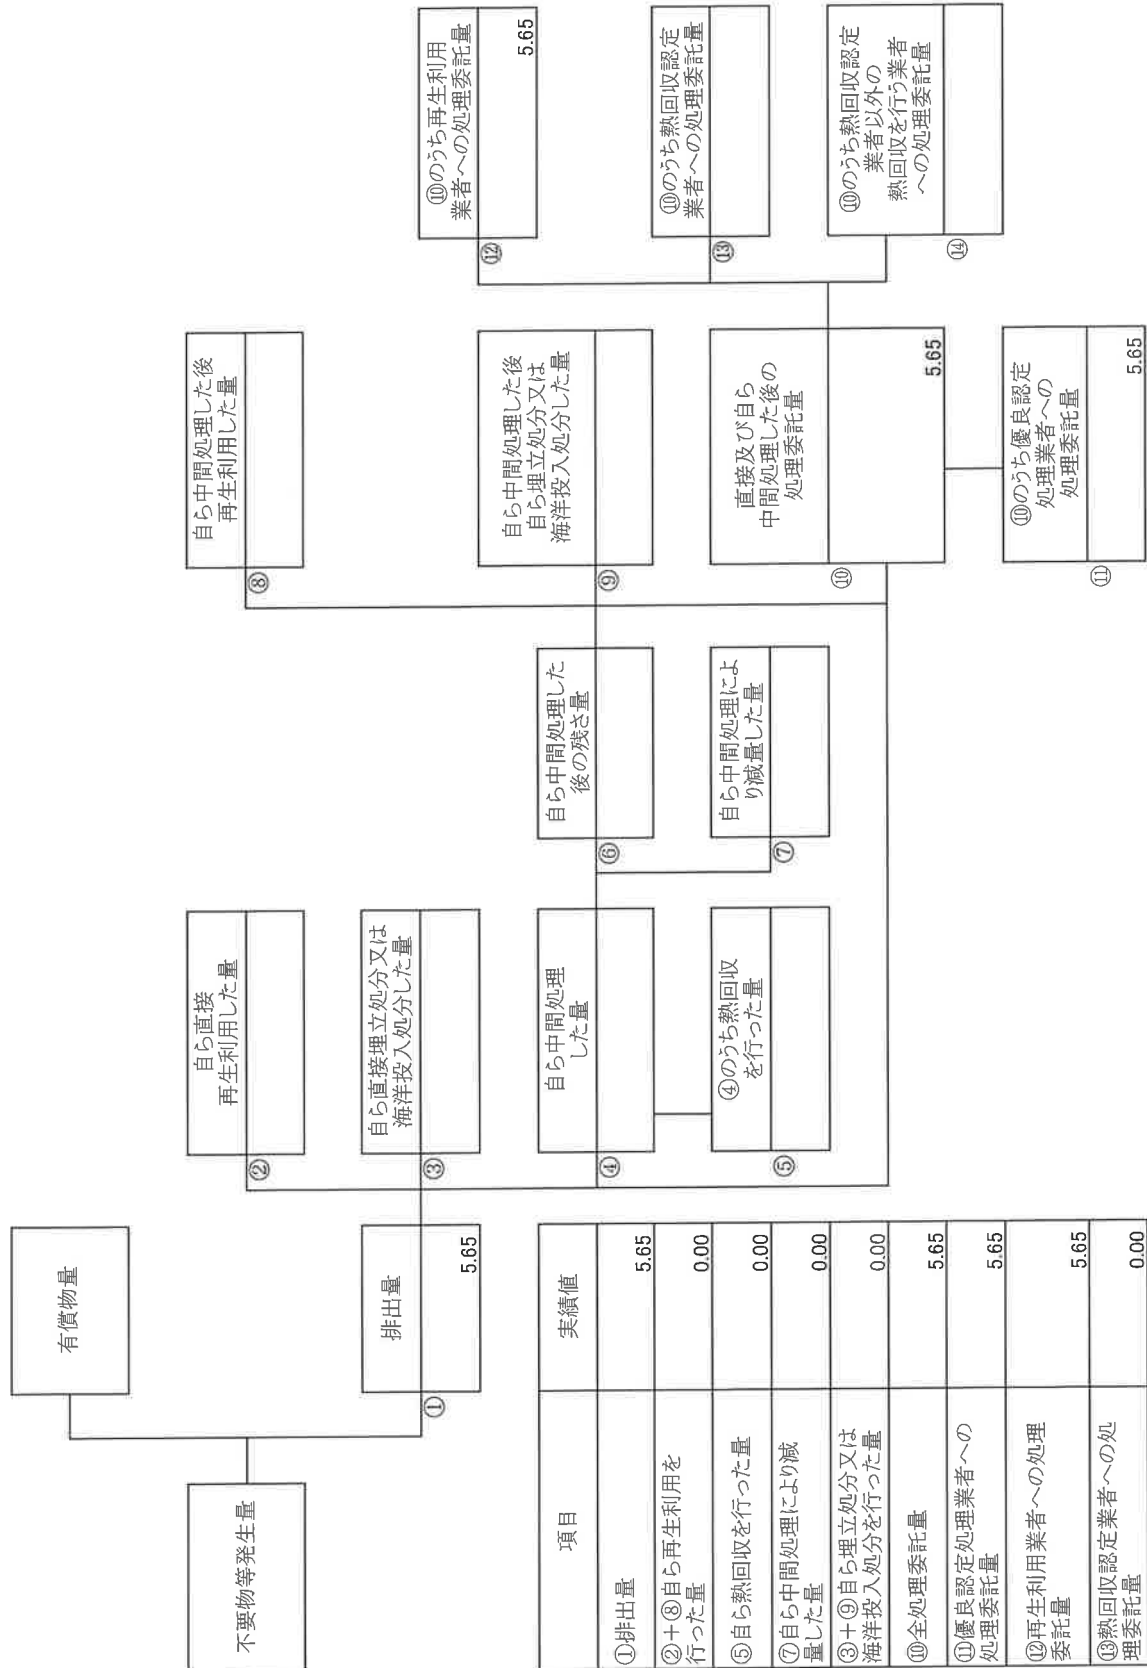 有償物量
不要物等発生量
排出量
①
5.65
自ら直接
再生利用した量
②
自ら直接埋立処分又は
海洋投入処分した量
③
自ら中間処理
した量
④
④のうち熱回収
を行った量
⑤
自ら中間処理した
後の残さ量
⑥
自ら中間処理によ
り減量した量
⑦
自ら中間処理した後
再生利用した量
⑧
自ら中間処理した後
自ら埋立処分又は
海洋投入処分した量
⑨
直接及び自ら
中間処理した後の
処理委託量
⑩
5.65
⑩のうち優良認定
処理業者への
処理委託量
⑪
5.65
⑩のうち再生利用
業者への処理委託量
⑫
5.65
⑩のうち熱回収認定
業者への処理委託量
⑬
⑩のうち熱回収認定
業者以外の
熱回収を行う業者
への処理委託量
⑭
項目 実績値
①排出量 5.65
②+⑧自ら再生利用を
行った量 0.00
⑤自ら熱回収を行った量 0.00
⑦自ら中間処理により減
量した量 0.00
③+⑨自ら埋立処分又は
海洋投入処分を行った量 0.00
⑩全処理委託量 5.65
⑪優良認定処理業者への
処理委託量 5.65
⑫再生利用業者への処理
委託量 5.65
⑬熱回収認定業者への処
理委託量 0.00